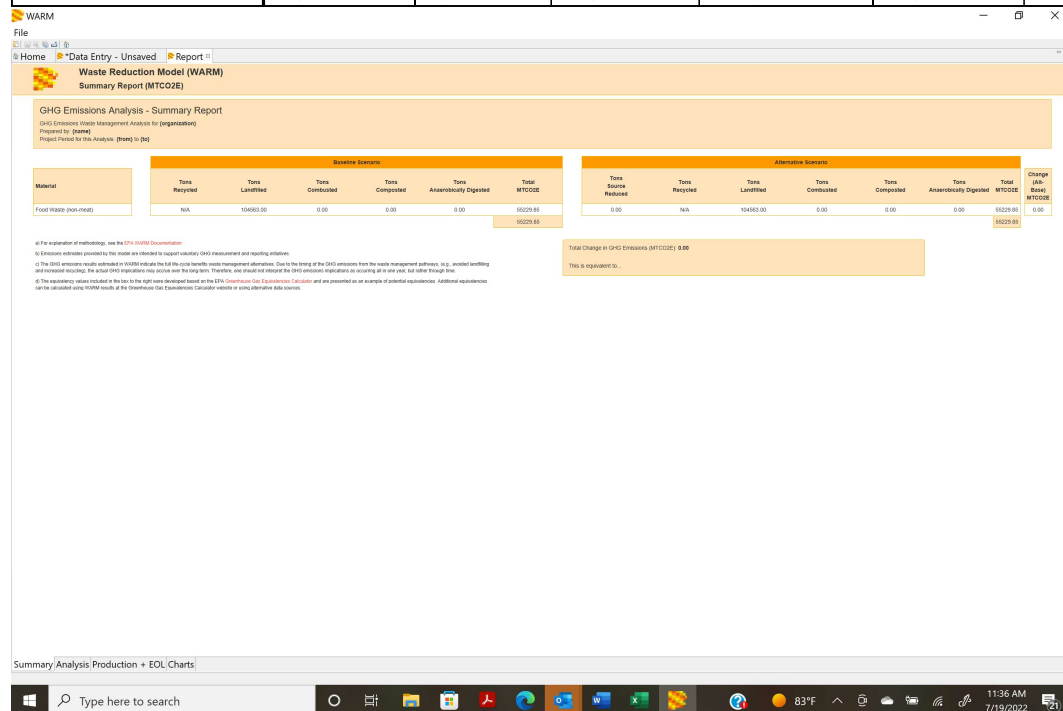 WARM
File
Home *Data Entry - Unsaved Report
Waste Reduction Model (WARM)
Summary Report (MTCO2E)
GHG Emissions Analysis - Summary Report
GHG Emissions Waste Management Analysis for {organization}
Prepared by: {name}
Project Period for this Analysis: {from} to {to}
Baseline Scenario
Material Tons Recycled Tons Landfilled Tons Combusted Tons Composted Tons Anaerobically Digested Total MTCO2E
Food Waste (non-meat) N/A 104563.00 0.00 0.00 0.00 55229.85
55229.85
Alternative Scenario
Tons Source Reduced Tons Recycled Tons Landfilled Tons Combusted Tons Composted Tons Anaerobically Digested Total MTCO2E Change (Alt-Base) MTCO2E
0.00 N/A 104563.00 0.00 0.00 0.00 55229.85 0.00
55229.85
a) For explanation of methodology, see the EPA WARM Documentation
b) Emissions estimates provided by this model are intended to support voluntary GHG measurement and reporting initiatives.
c) The GHG emissions results estimated in WARM indicate the full life-cycle benefits waste management alternatives. Due to the timing of the GHG emissions from the waste management pathways, (e.g., avoided landfilling
and increased recycling), the actual GHG implications may accrue over the long-term. Therefore, one should not interpret the GHG emissions implications as occurring all in one year, but rather through time.
d) The equivalency values included in the box to the right were developed based on the EPA Greenhouse Gas Equivalencies Calculator and are presented as an example of potential equivalencies. Additional equivalencies
can be calculated using WARM results at the Greenhouse Gas Equivalencies Calculator website or using alternative data sources.
Total Change in GHG Emissions (MTCO2E): 0.00
This is equivalent to...
Summary Analysis Production + EOL Charts
Type here to search
83°F
11:36 AM
7/19/2022
21